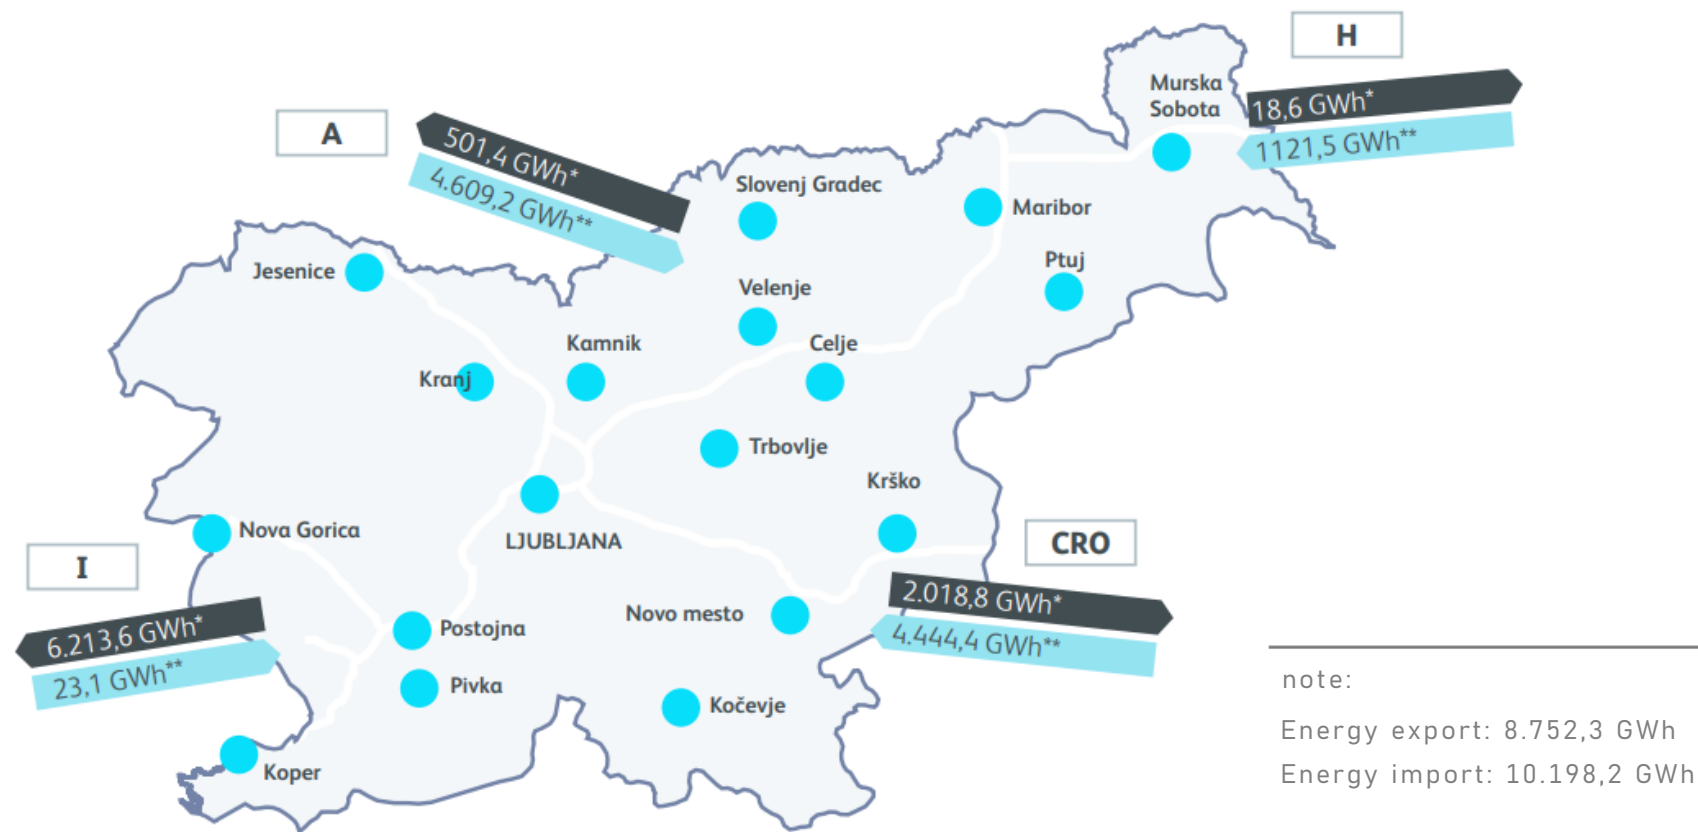 H
Murska
Sobota
18,6 GWh*
1121,5 GWh**
A
501,4 GWh*
4.609,2 GWh**
Slovenj Gradec
Maribor
Jesenice
Ptuj
Velenje
Kamnik
Celje
Kranj
Trbovlje
Krško
Nova Gorica
LJUBLJANA
CRO
I
2.018,8 GWh*
4.444,4 GWh**
Novo mesto
6.213,6 GWh*
23,1 GWh**
Postojna
Pivka
Kočevje
Koper
note:
Energy export: 8.752,3 GWh
Energy import: 10.198,2 GWh